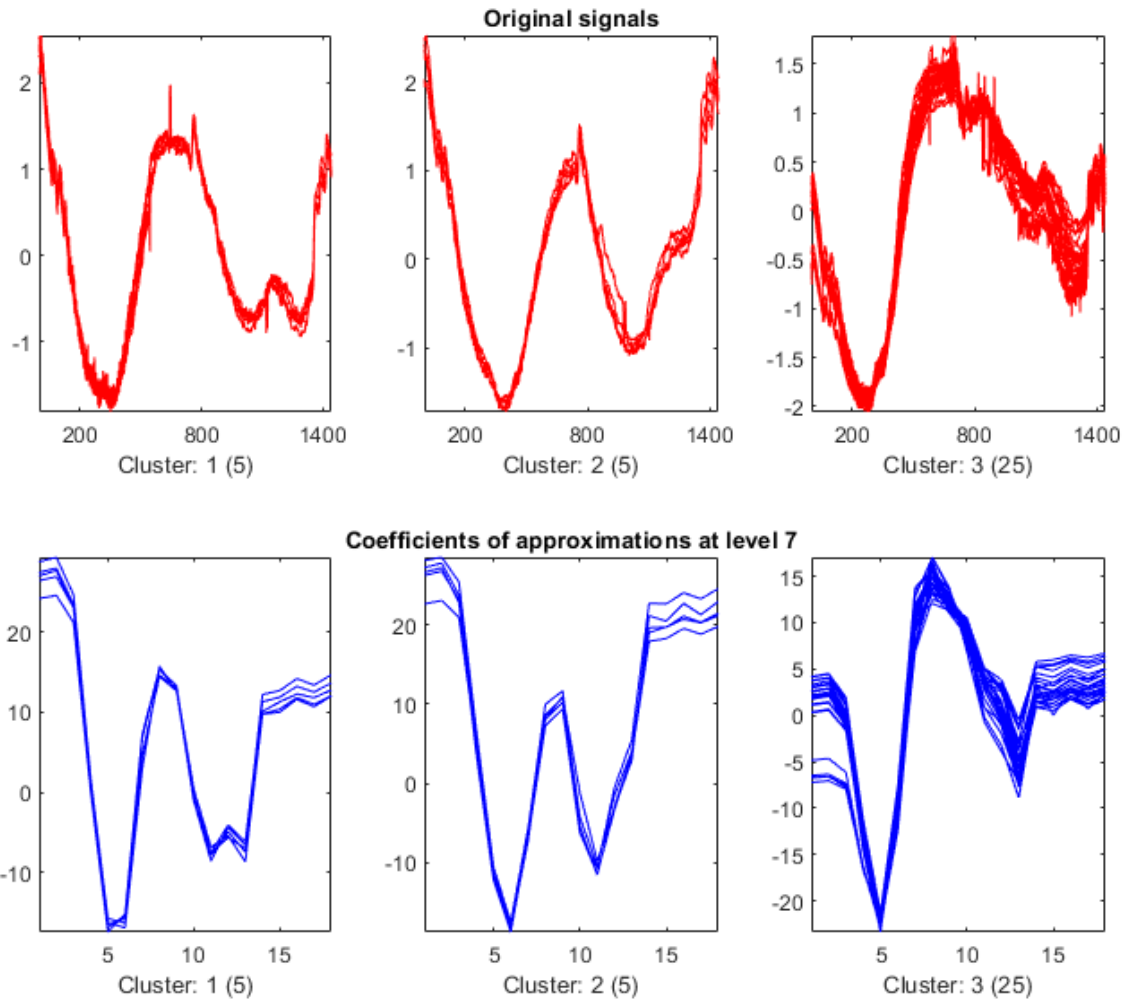 Original signals
2
1
0
-1
200 800 1400
Cluster: 1 (5)
2
1
0
-1
200 800 1400
Cluster: 2 (5)
1.5
1
0.5
0
-0.5
-1
-1.5
-2
200 800 1400
Cluster: 3 (25)
Coefficients of approximations at level 7
20
10
0
-10
5 10 15
Cluster: 1 (5)
20
10
0
-10
5 10 15
Cluster: 2 (5)
15
10
5
0
-5
-10
-15
-20
5 10 15
Cluster: 3 (25)